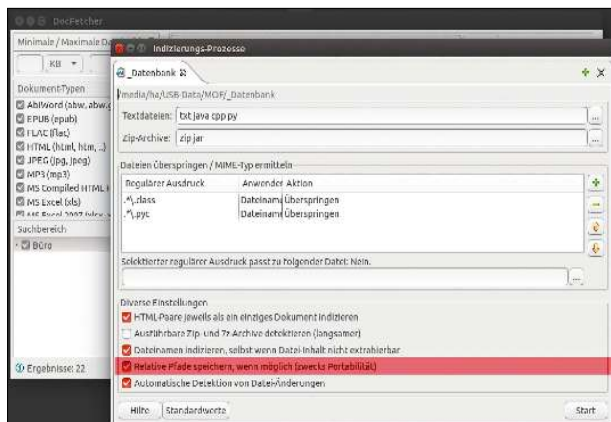 DocFetcher
Minimale / Maximale Da
KB
Dokument-Typen
AbiWord (abw, abw.g
EPUB (epub)
FLAC (flac)
HTML (html, htm, ..)
JPEG (jpg, jpeg)
MP3 (mp3)
MS Compiled HTML H
MS Excel (xls)
MS Excel 2007 (xlsx, x
Suchbereich
Büro
Ergebnisse: 22
Indizierungs-Prozesse
_Datenbank
/media/ha/USB-Data/MOF/_Datenbank
Textdateien: txt java cpp py ...
Zip-Archive: zip jar ...
Dateien überspringen / MIME-Typ ermitteln
Regulärer Ausdruck Anwenden Aktion
.*\.class Dateiname Überspringen
.*\.pyc Dateiname Überspringen
Selektierter regulärer Ausdruck passt zu folgender Datei: Nein.
...
Diverse Einstellungen
HTML-Paare jeweils als ein einziges Dokument indizieren
Ausführbare Zip- und 7z-Archive detektieren (langsamer)
Dateinamen indizieren, selbst wenn Datei-Inhalt nicht extrahierbar
Relative Pfade speichern, wenn möglich (zwecks Portabilität)
Automatische Detektion von Datei-Änderungen
Hilfe Standardwerte Start